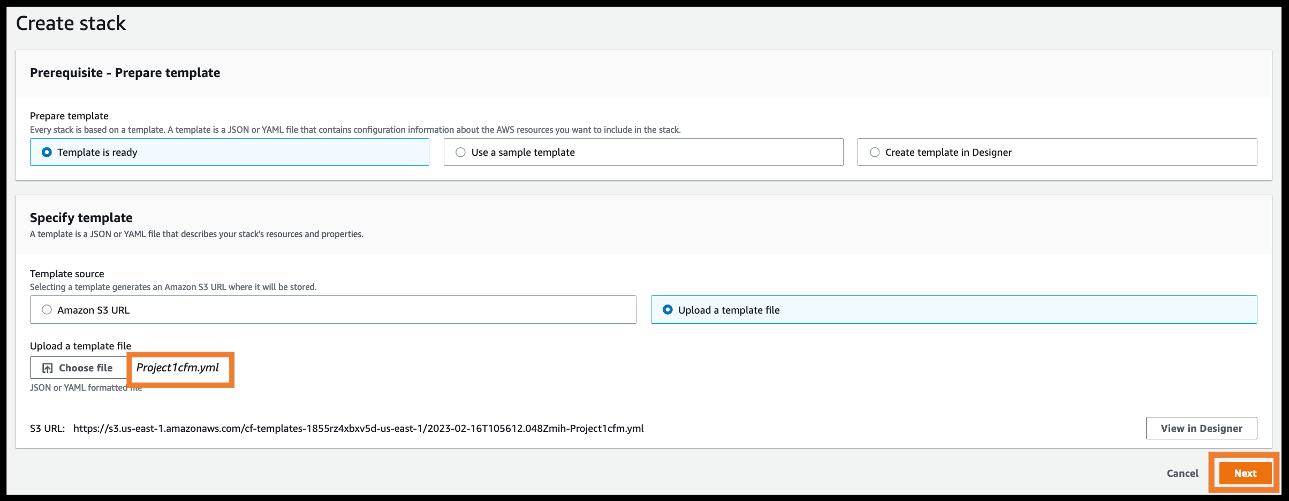 Create stack
Prerequisite - Prepare template
Prepare template
Every stack is based on a template. A template is a JSON or YAML file that contains configuration information about the AWS resources you want to include in the stack.
Template is ready
Use a sample template
Create template in Designer
Specify template
A template is a JSON or YAML file that describes your stack's resources and properties.
Template source
Selecting a template generates an Amazon S3 URL where it will be stored.
Amazon S3 URL
Upload a template file
Upload a template file
Choose file
Project1cfm.yml
JSON or YAML formatted file
S3 URL: https://s3.us-east-1.amazonaws.com/cf-templates-1855rz4xbxv5d-us-east-1/2023-02-16T105612.048Zmih-Project1cfm.yml
View in Designer
Cancel
Next